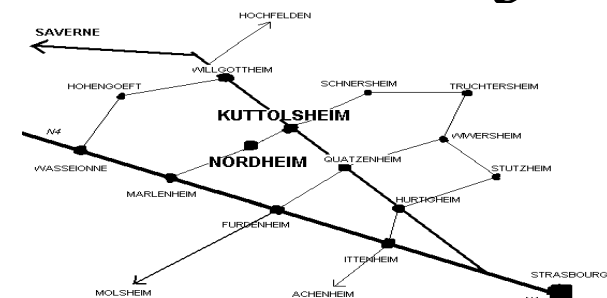 HOCHFELDEN
SAVERNE
WILLGOTTHEIM
HOHENGOEFT
SCHNERSHEIM
TRUCHTERSHEIM
KUTTOLSHEIM
N4
WIWERSHEIM
NORDHEIM
QUATZENHEIM
WASSEIONNE
STUTZHEIM
MARLENHEIM
HURTIGHEIM
FURDENHEIM
ITTENHEIM
STRASBOURG
MOLSHEIM
ACHENHEIM